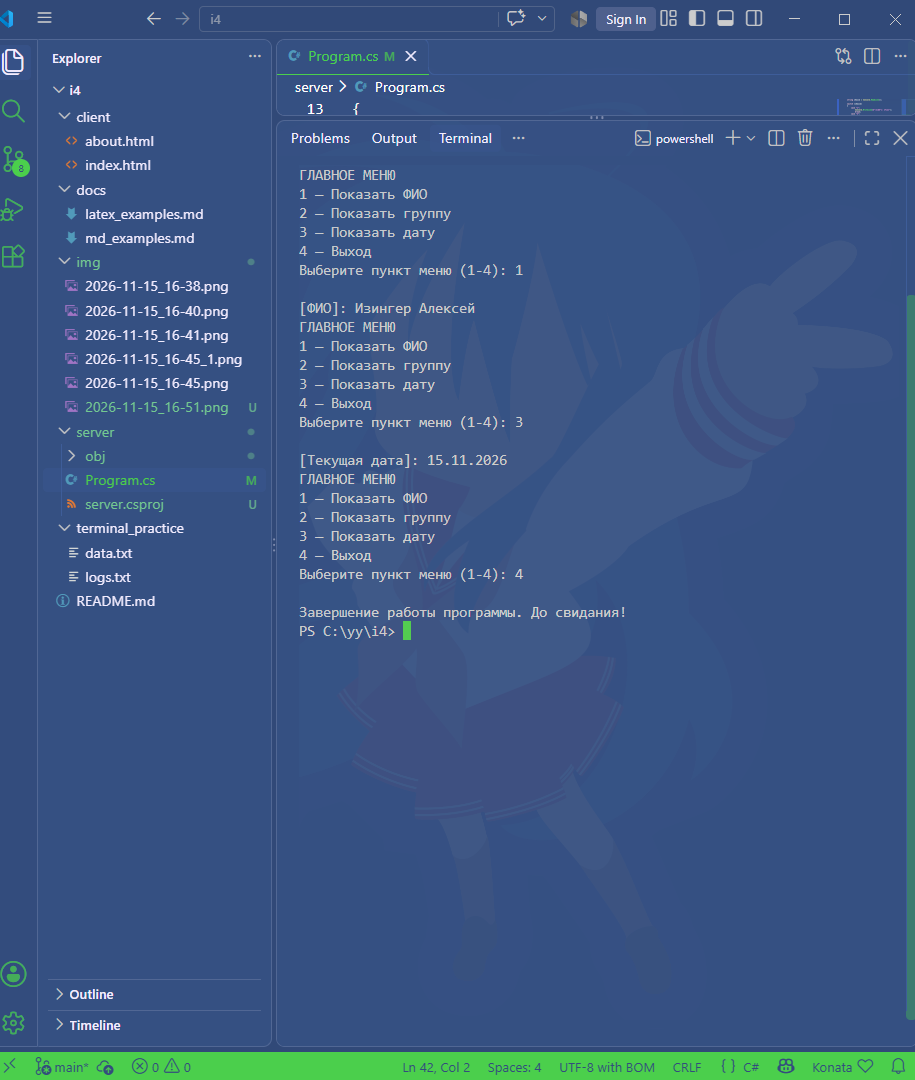 i4
Sign In
Explorer
i4
client
about.html
index.html
docs
latex_examples.md
md_examples.md
img
2026-11-15_16-38.png
2026-11-15_16-40.png
2026-11-15_16-41.png
2026-11-15_16-45_1.png
2026-11-15_16-45.png
2026-11-15_16-51.png U
server
obj
Program.cs M
server.csproj U
terminal_practice
data.txt
logs.txt
README.md
Outline
Timeline
8
Program.cs M
server > Program.cs
13 {
Problems Output Terminal
powershell
ГЛАВНОЕ МЕНЮ
1 — Показать ФИО
2 — Показать группу
3 — Показать дату
4 — Выход
Выберите пункт меню (1-4): 1
[ФИО]: Изингер Алексей
ГЛАВНОЕ МЕНЮ
1 — Показать ФИО
2 — Показать группу
3 — Показать дату
4 — Выход
Выберите пункт меню (1-4): 3
[Текущая дата]: 15.11.2026
ГЛАВНОЕ МЕНЮ
1 — Показать ФИО
2 — Показать группу
3 — Показать дату
4 — Выход
Выберите пункт меню (1-4): 4
Завершение работы программы. До свидания!
PS C:\yy\i4>
main* 0 0 Ln 42, Col 2 Spaces: 4 UTF-8 with BOM CRLF {} C# Konata